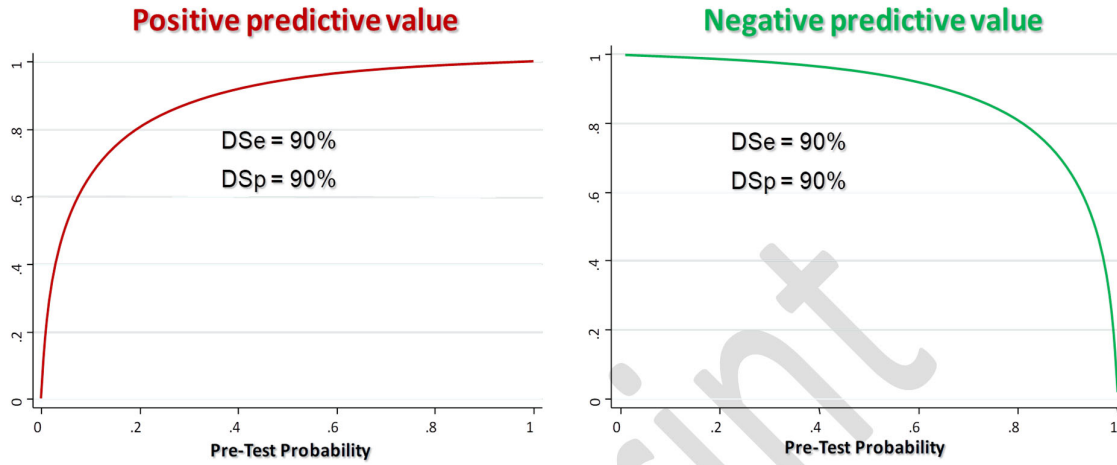 Positive predictive value
1
.8
.6
.4
.2
0
DSe = 90%
DSp = 90%
0 .2 .4 .6 .8 1
Pre-Test Probability
Negative predictive value
1
.8
.6
.4
.2
0
DSe = 90%
DSp = 90%
0 .2 .4 .6 .8 1
Pre-Test Probability
rint